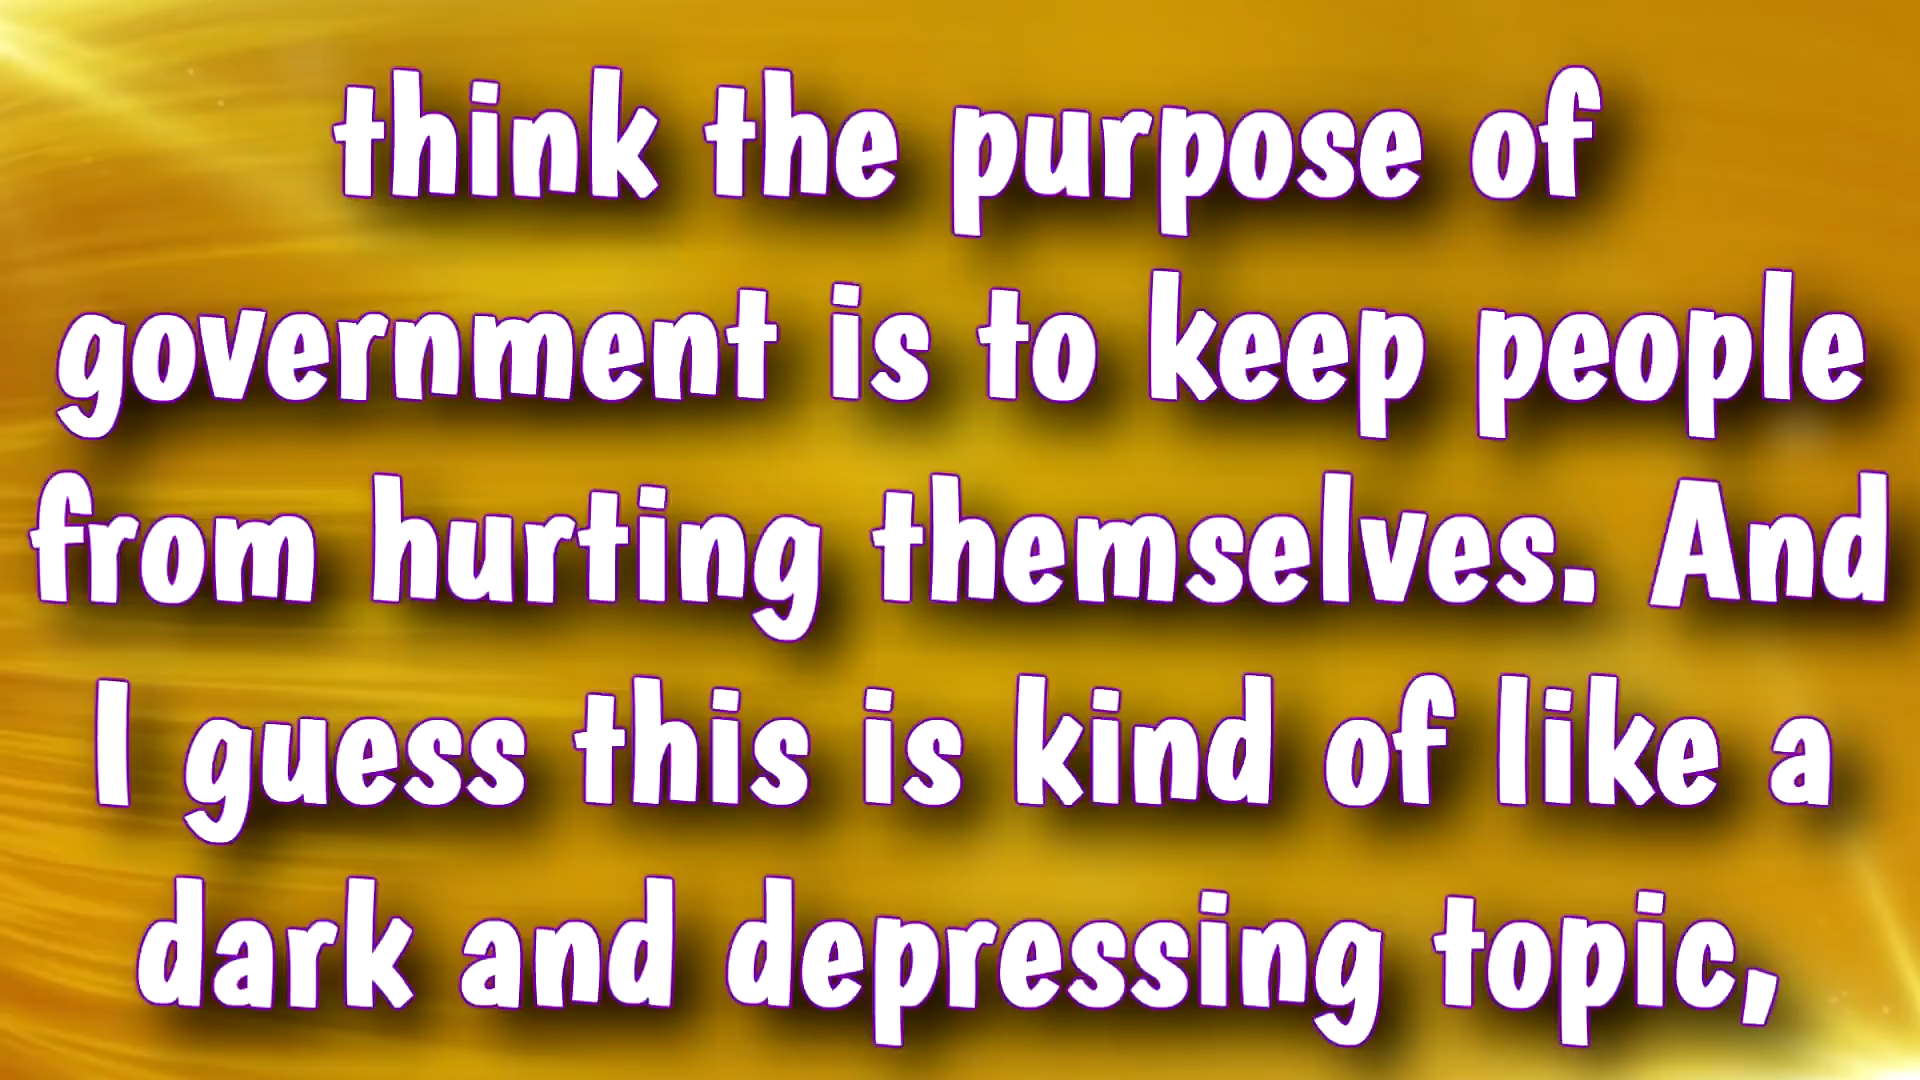 think the purpose of
government is to keep people
from hurting themselves. And
I guess this is kind of like a
dark and depressing topic,